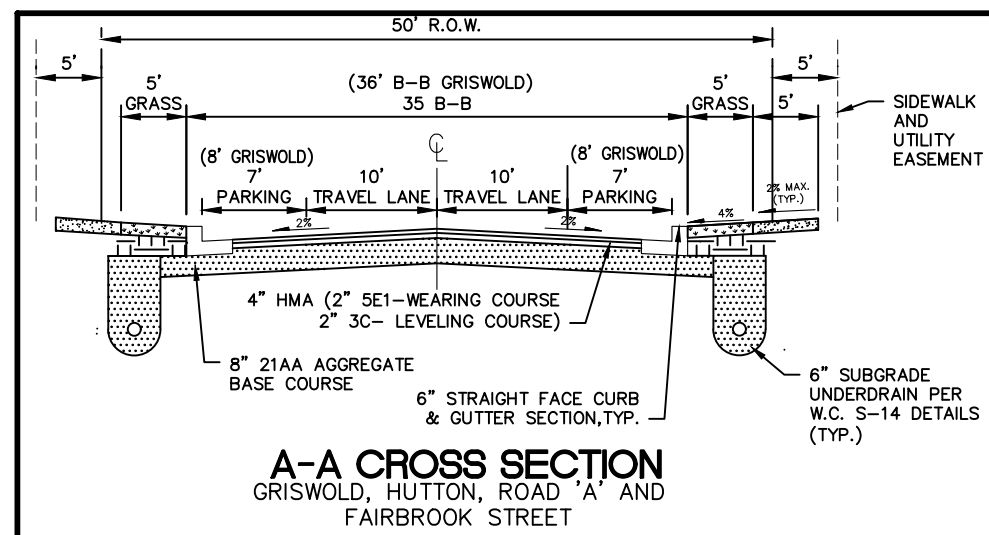 50' R.O.W.
5'
5'
5'
GRASS
(36' B-B GRISWOLD)
35 B-B
5'
GRASS
5'
SIDEWALK
AND
UTILITY
EASEMENT
(8' GRISWOLD)
7'
PARKING
10'
TRAVEL LANE
CL
10'
TRAVEL LANE
(8' GRISWOLD)
7'
PARKING
2% MAX.
(TYP.)
4%
2%
2%
4" HMA (2" 5E1-WEARING COURSE
2" 3C- LEVELING COURSE)
8" 21AA AGGREGATE
BASE COURSE
6" STRAIGHT FACE CURB
& GUTTER SECTION,TYP.
6" SUBGRADE
UNDERDRAIN PER
W.C. S-14 DETAILS
(TYP.)
A-A CROSS SECTION
GRISWOLD, HUTTON, ROAD 'A' AND
FAIRBROOK STREET